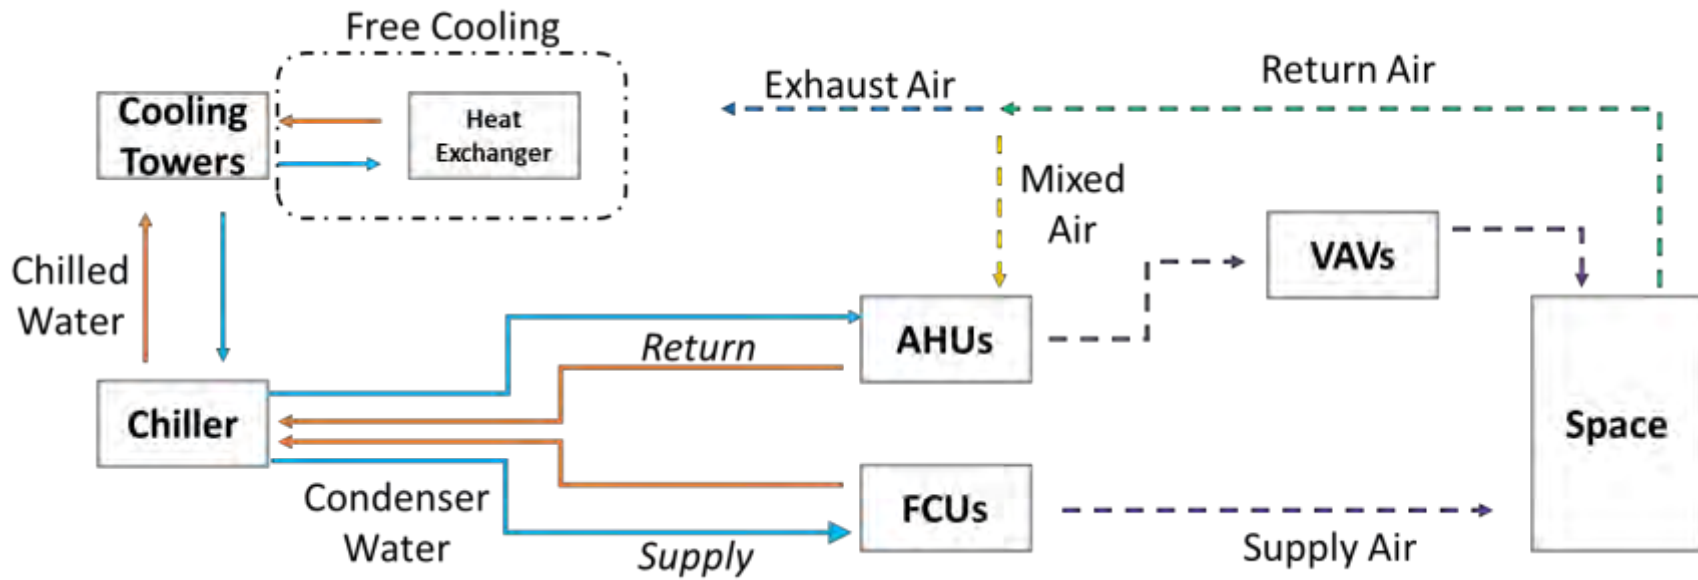 Free Cooling
Exhaust Air
Return Air
Cooling
Towers
Heat
Exchanger
Mixed
Air
VAVs
Chilled
Water
Return
AHUs
Chiller
Space
Condenser
Water
FCUs
Supply
Supply Air